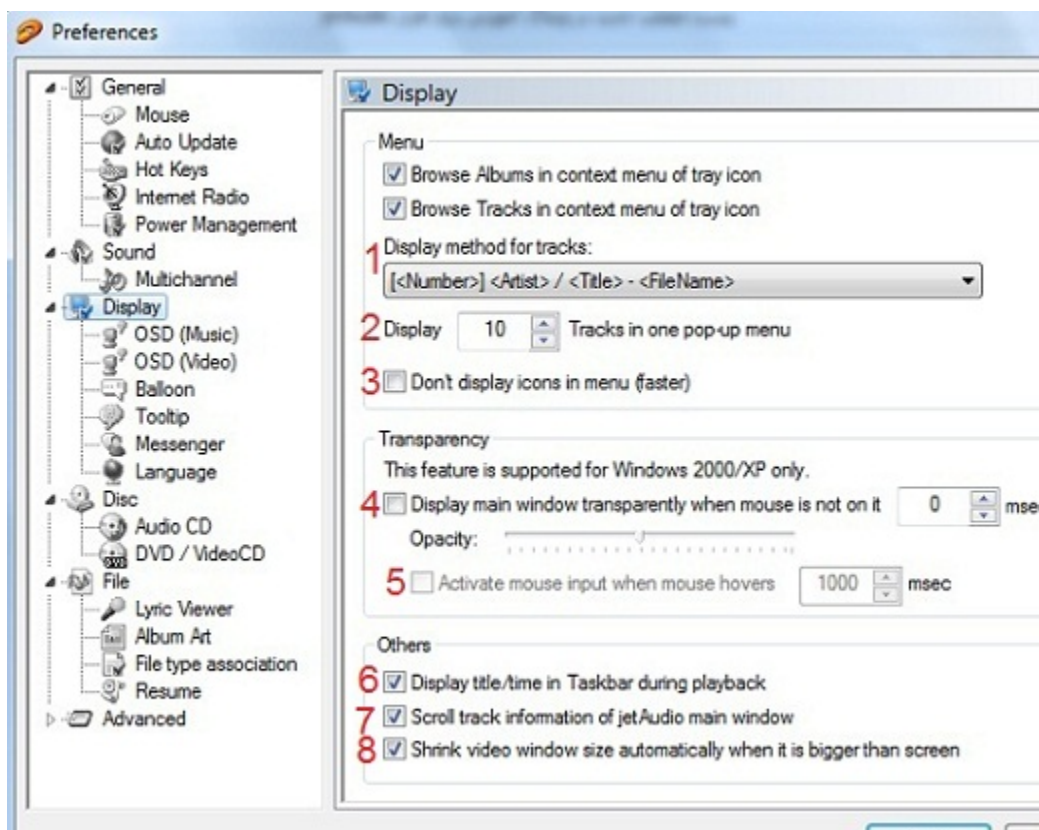 Preferences
General
Mouse
Auto Update
Hot Keys
Internet Radio
Power Management
Sound
Multichannel
Display
OSD (Music)
OSD (Video)
Balloon
Tooltip
Messenger
Language
Disc
Audio CD
DVD / VideoCD
File
Lyric Viewer
Album Art
File type association
Resume
Advanced
Display
Menu
Browse Albums in context menu of tray icon
Browse Tracks in context menu of tray icon
1 Display method for tracks:
[<Number>] <Artist> / <Title> - <FileName>
2 Display 10 Tracks in one pop-up menu
3 Don't display icons in menu (faster)
Transparency
This feature is supported for Windows 2000/XP only.
4 Display main window transparently when mouse is not on it 0 msec
Opacity:
5 Activate mouse input when mouse hovers 1000 msec
Others
6 Display title/time in Taskbar during playback
7 Scroll track information of jetAudio main window
8 Shrink video window size automatically when it is bigger than screen